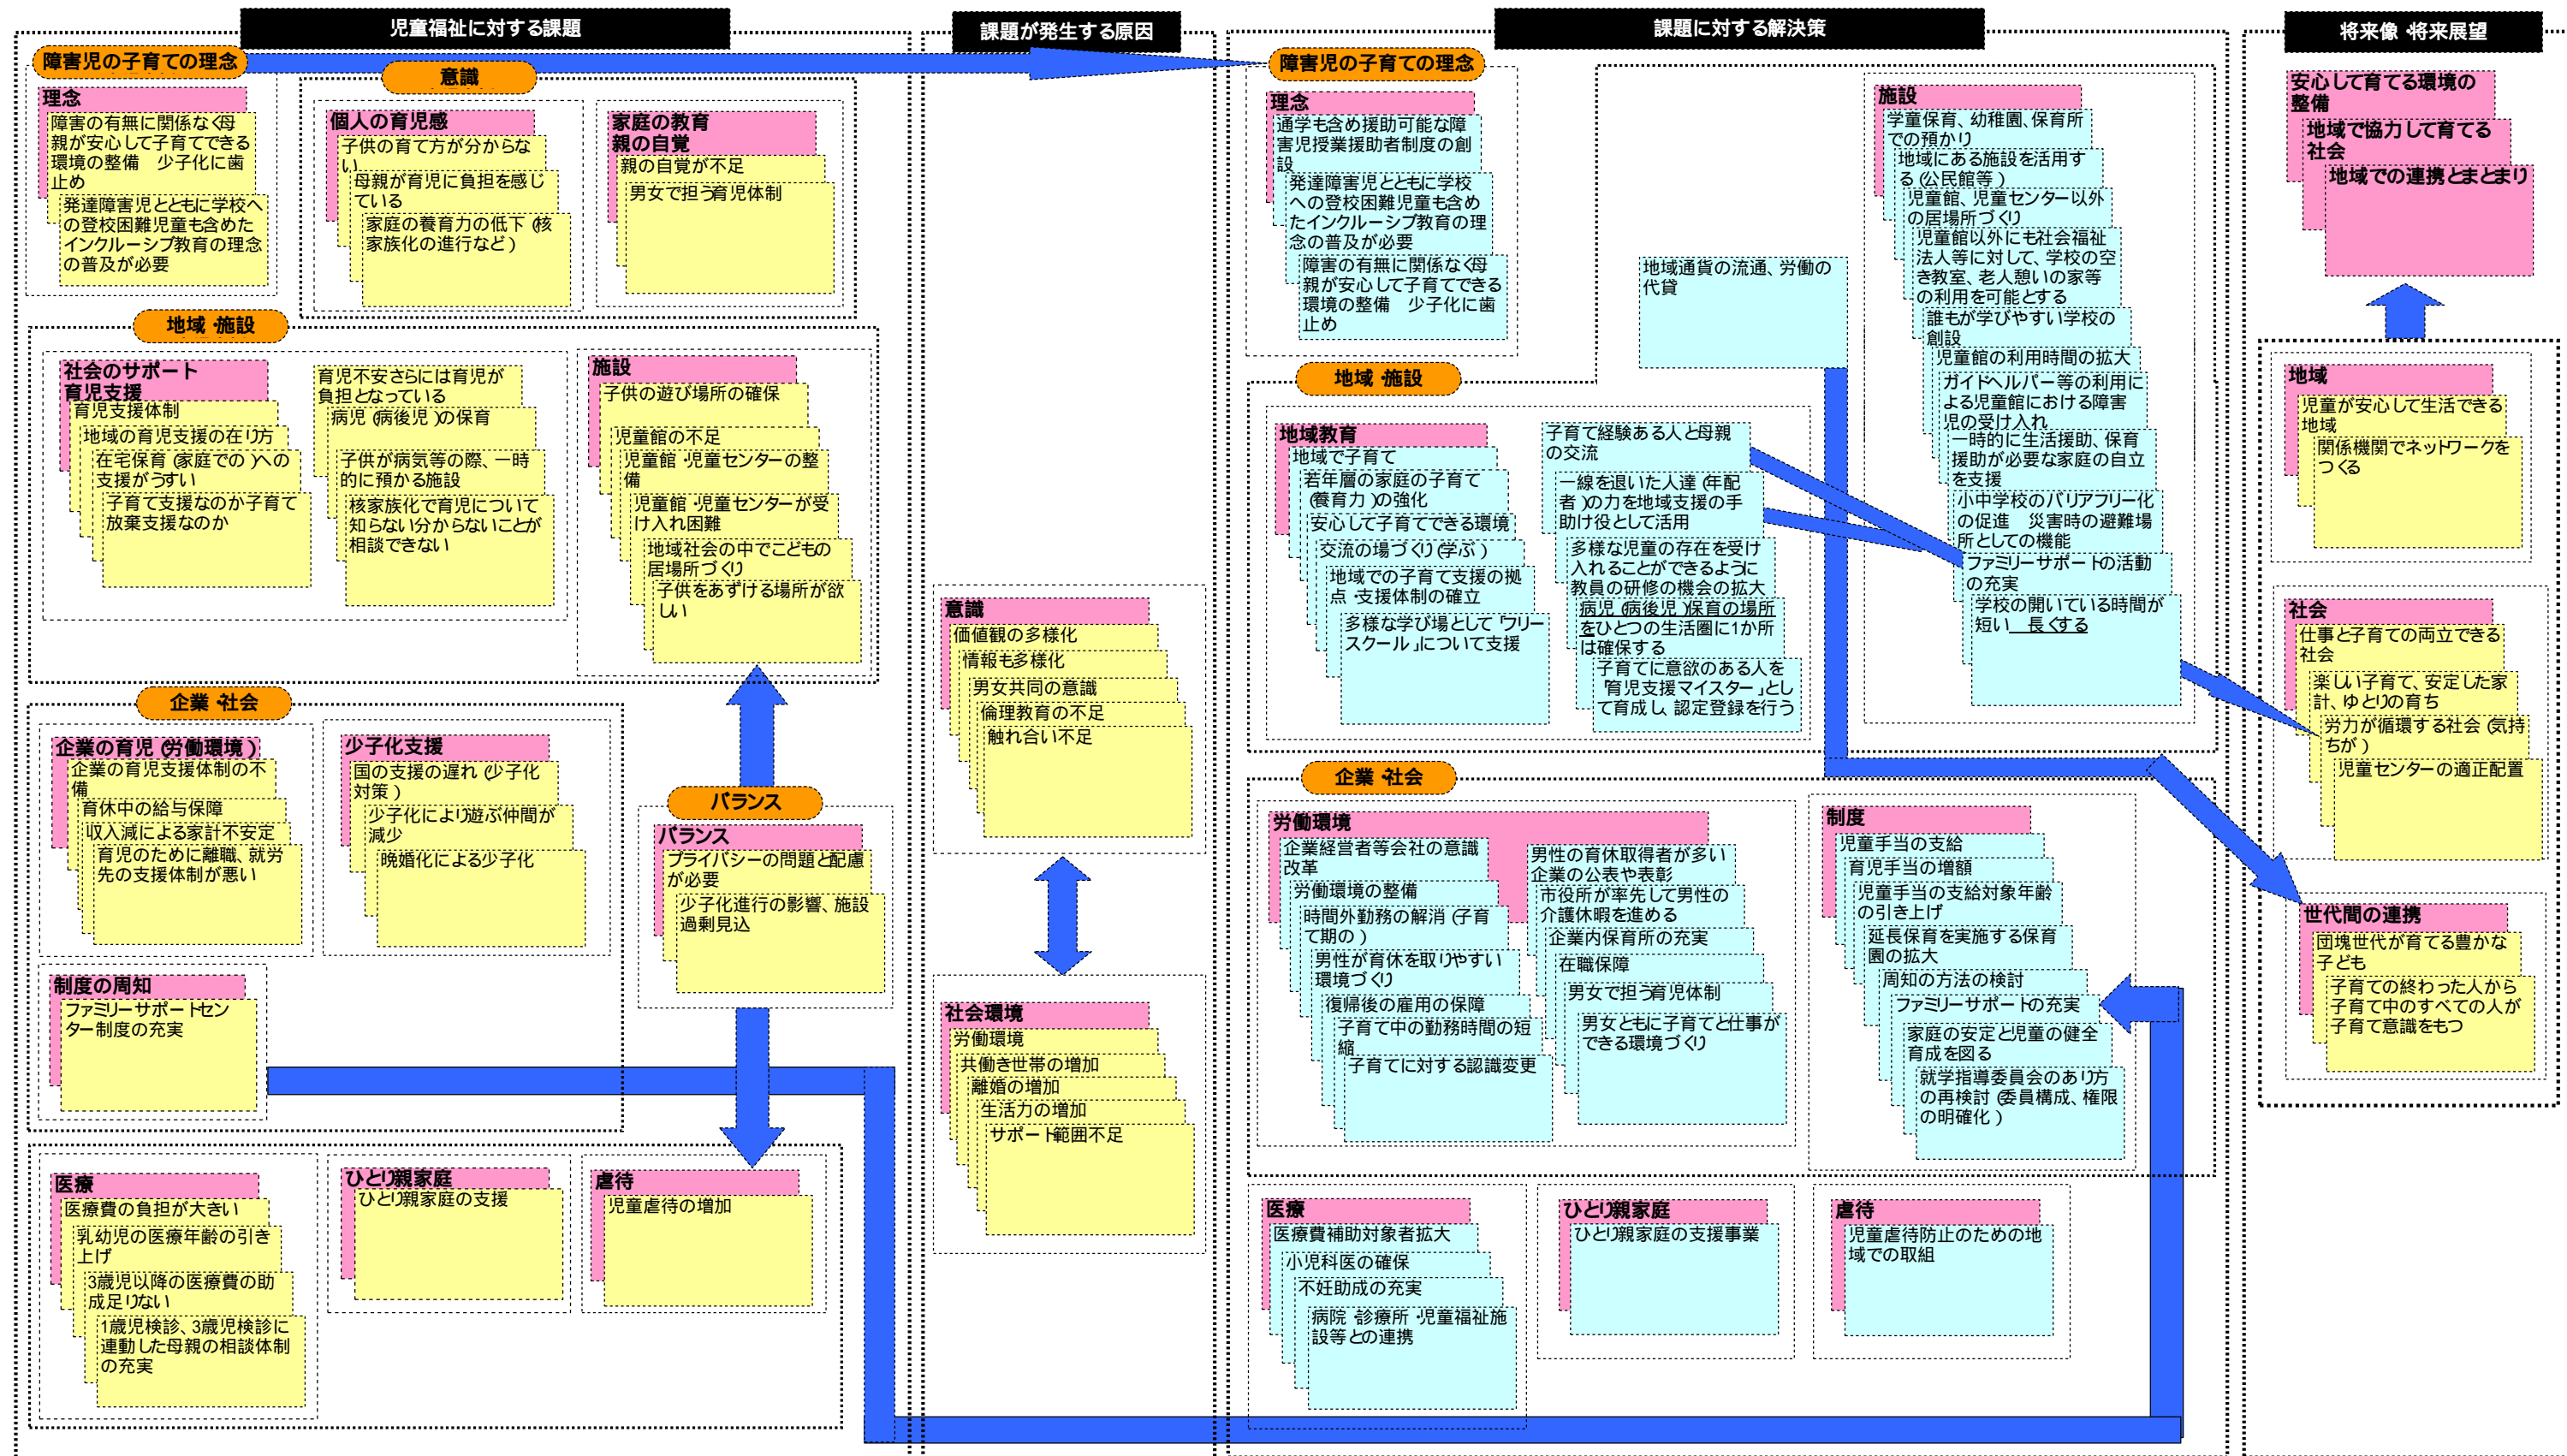 児童福祉に対する課題
障害児の子育ての理念
理念
障害の有無に関係なく母
親が安心して子育てできる
環境の整備　少子化に歯
止め
発達障害児とともに学校へ
の登校困難児童も含めた
インクルーシブ教育の理念
の普及が必要
意識
個人の育児感
子供の育て方が分からな
い
母親が育児に負担を感じ
ている
家庭の養育力の低下（核
家族化の進行など）
家庭の教育
親の自覚
親の自覚が不足
男女で担う育児体制
地域・施設
社会のサポート
育児支援
育児支援体制
地域の育児支援の在り方
在宅保育（家庭での）への
支援がうすい
子育て支援なのか子育て
放棄支援なのか
育児不安さらには育児が
負担となっている
病児（病後児）の保育
子供が病気等の際、一時
的に預かる施設
核家族化で育児について
知らない分からないことが
相談できない
施設
子供の遊び場所の確保
児童館の不足
児童館・児童センターの整
備
児童館・児童センターが受
け入れ困難
地域社会の中でこどもの
居場所づくり
子供をあずける場所が欲
しい
企業・社会
企業の育児（労働環境）
企業の育児支援体制の不
備
育休中の給与保障
収入減による家計不安定
育児のために離職、就労
先の支援体制が悪い
少子化支援
国の支援の遅れ（少子化
対策）
少子化により遊ぶ仲間が
減少
晩婚化による少子化
制度の周知
ファミリーサポートセン
ター制度の充実
バランス
バランス
プライバシーの問題と配慮
が必要
少子化進行の影響、施設
過剰見込
医療
医療費の負担が大きい
乳幼児の医療年齢の引き
上げ
3歳児以降の医療費の助
成足りない
1歳児検診、3歳児検診に
連動した母親の相談体制
の充実
ひとり親家庭
ひとり親家庭の支援
虐待
児童虐待の増加
課題が発生する原因
意識
価値観の多様化
情報も多様化
男女共同の意識
倫理教育の不足
触れ合い不足
社会環境
労働環境
共働き世帯の増加
離婚の増加
生活力の増加
サポート範囲不足
課題に対する解決策
障害児の子育ての理念
理念
通学も含め援助可能な障
害児授業援助者制度の創
設
発達障害児とともに学校
への登校困難児童も含め
たインクルーシブ教育の理
念の普及が必要
障害の有無に関係なく母
親が安心して子育てできる
環境の整備　少子化に歯
止め
地域・施設
地域通貨の流通、労働の
代貸
地域教育
地域で子育て
若年層の家庭の子育て
（養育力）の強化
安心して子育てできる環境
交流の場づくり（学ぶ）
地域での子育て支援の拠
点・支援体制の確立
多様な学び場として「フリー
スクール」について支援
子育て経験ある人と母親
の交流
一線を退いた人達（年配
者）の力を地域支援の手
助け役として活用
多様な児童の存在を受け
入れることができるように
教員の研修の機会の拡大
病児（病後児）保育の場所
をひとつの生活圏に1か所
は確保する
子育てに意欲のある人を
「育児支援マイスター」とし
て育成し、認定登録を行う
施設
学童保育、幼稚園、保育所
での預かり
地域にある施設を活用す
る（公民館等）
児童館、児童センター以外
の居場所づくり
児童館以外にも社会福祉
法人等に対して、学校の空
き教室、老人憩いの家等
の利用を可能とする
誰もが学びやすい学校の
創設
児童館の利用時間の拡大
ガイドヘルパー等の利用に
よる児童館における障害
児の受け入れ
一時的に生活援助、保育
援助が必要な家庭の自立
を支援
小中学校のバリアフリー化
の促進　災害時の避難場
所としての機能
ファミリーサポートの活動
の充実
学校の開いている時間が
短い　長くする
企業・社会
労働環境
企業経営者等会社の意識
改革
労働環境の整備
時間外勤務の解消（子育
て期の）
男性が育休を取りやすい
環境づくり
復帰後の雇用の保障
子育て中の勤務時間の短
縮
子育てに対する認識変更
男性の育休取得者が多い
企業の公表や表彰
市役所が率先して男性の
介護休暇を進める
企業内保育所の充実
在職保障
男女で担う育児体制
男女ともに子育てと仕事が
できる環境づくり
制度
児童手当の支給
育児手当の増額
児童手当の支給対象年齢
の引き上げ
延長保育を実施する保育
園の拡大
周知の方法の検討
ファミリーサポートの充実
家庭の安定と児童の健全
育成を図る
就学指導委員会のあり方
の再検討（委員構成、権限
の明確化）
医療
医療費補助対象者拡大
小児科医の確保
不妊助成の充実
病院・診療所・児童福祉施
設等との連携
ひとり親家庭
ひとり親家庭の支援事業
虐待
児童虐待防止のための地
域での取組
将来像・将来展望
安心して育てる環境の
整備
地域で協力して育てる
社会
地域での連携とまとまり
地域
児童が安心して生活できる
地域
関係機関でネットワークを
つくる
社会
仕事と子育ての両立できる
社会
楽しい子育て、安定した家
計、ゆとりの育ち
労力が循環する社会（気持
ちが）
児童センターの適正配置
世代間の連携
団塊世代が育てる豊かな
子ども
子育ての終わった人から
子育て中のすべての人が
子育て意識をもつ